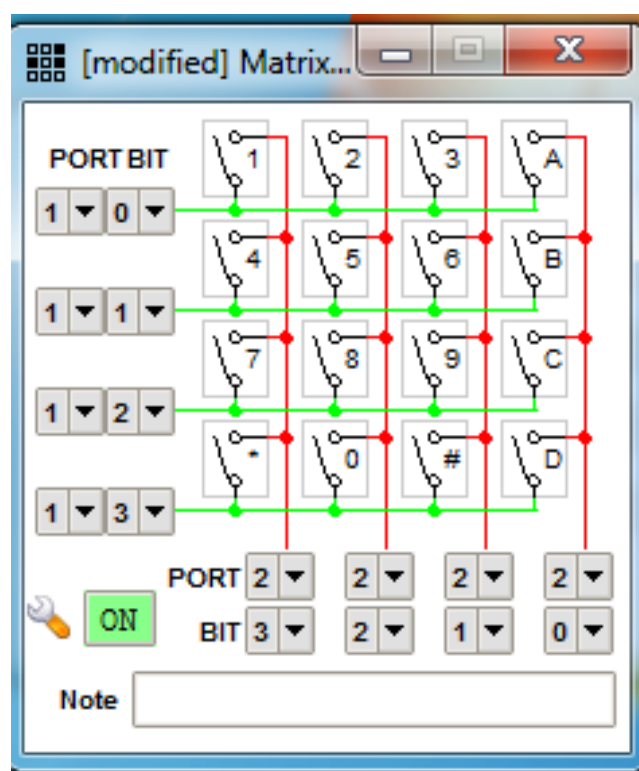 [modified] Matrix...
PORT BIT
1 2 3 A
1 0
4 5 6 B
1 1
7 8 9 C
1 2
* 0 # D
1 3
PORT 2 2 2 2
ON
BIT 3 2 1 0
Note